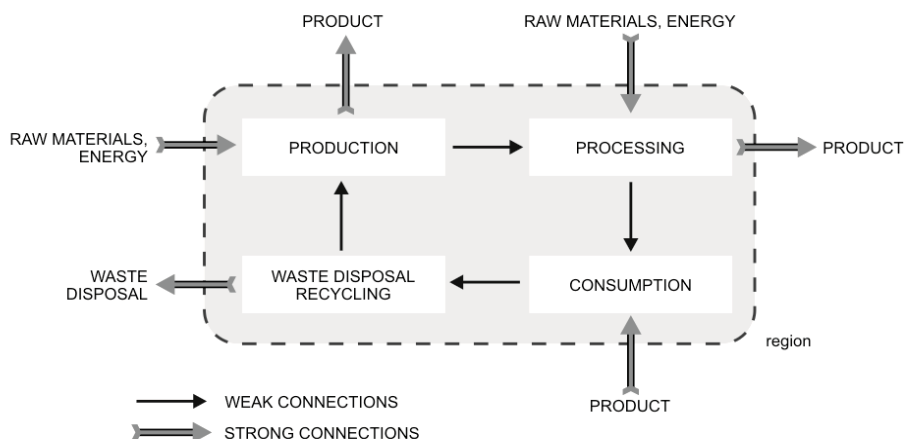 PRODUCT
RAW MATERIALS, ENERGY
RAW MATERIALS,
ENERGY
PRODUCTION
PROCESSING
PRODUCT
WASTE
DISPOSAL
WASTE DISPOSAL
RECYCLING
CONSUMPTION
region
PRODUCT
WEAK CONNECTIONS
STRONG CONNECTIONS